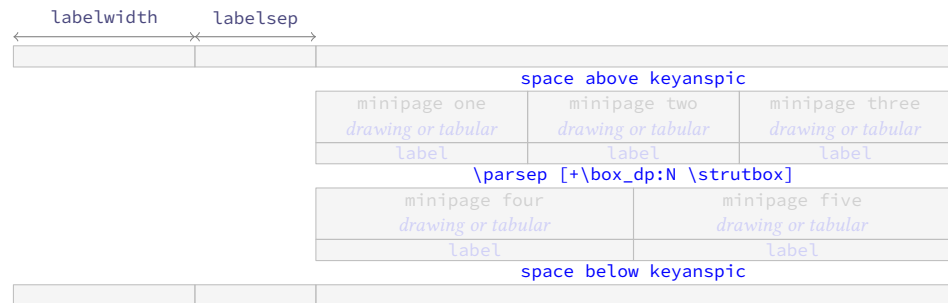 labelwidth labelsep
space above keyanspic
minipage one minipage two minipage three
drawing or tabular drawing or tabular drawing or tabular
label label label
\parsep [+\box_dp:N \strutbox]
minipage four minipage five
drawing or tabular drawing or tabular
label label
space below keyanspic